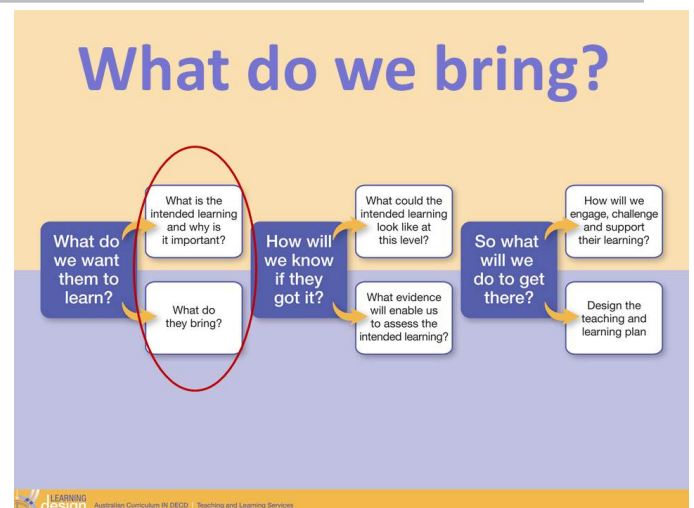 What do we bring?
What do
we want
them to
learn?
What is the
intended learning
and why is
it important?
What do
they bring?
How will
we know
if they
got it?
What could the
intended learning
look like at
this level?
What evidence
will enable us
to assess the
intended learning?
So what
will we
do to get
there?
How will we
engage, challenge
and support
their learning?
Design the
teaching and
learning plan
LEARNING
design
Australian Curriculum IN DECD | Teaching and Learning Services